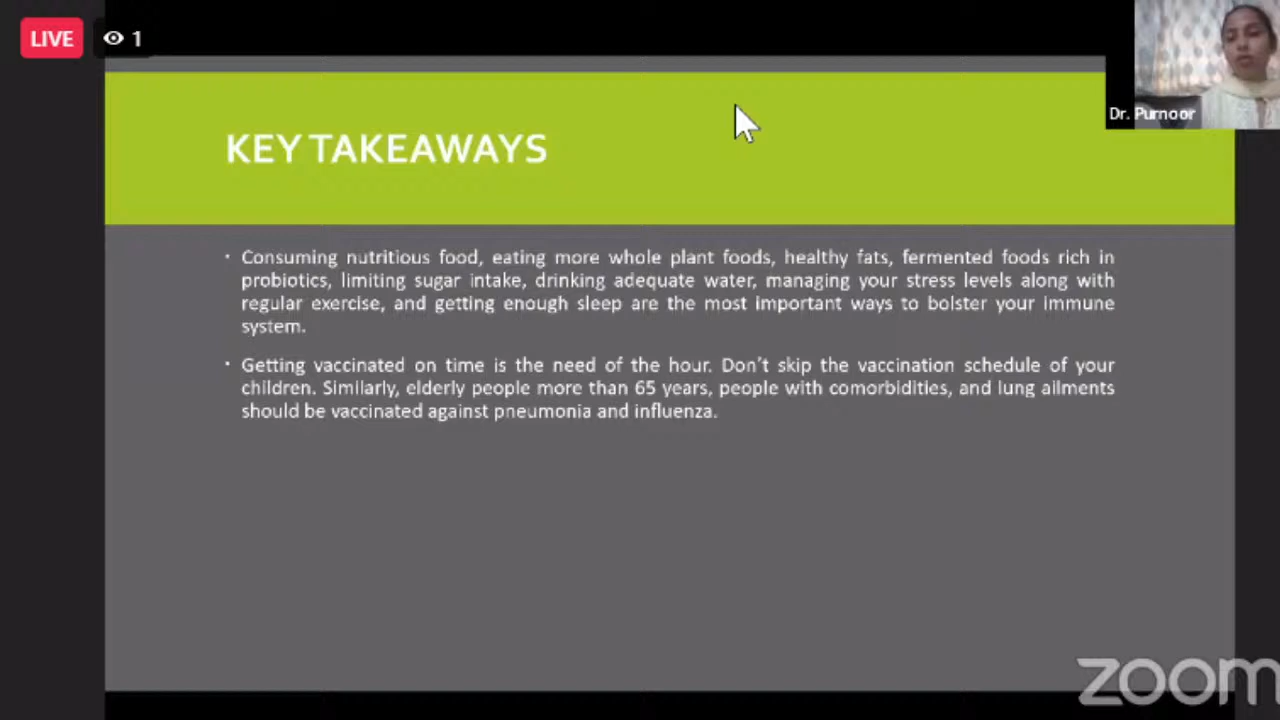 LIVE
1
Dr. Purnoor
KEY TAKEAWAYS
• Consuming nutritious food, eating more whole plant foods, healthy fats, fermented foods rich in
probiotics, limiting sugar intake, drinking adequate water, managing your stress levels along with
regular exercise, and getting enough sleep are the most important ways to bolster your immune
system.
• Getting vaccinated on time is the need of the hour. Don't skip the vaccination schedule of your
children. Similarly, elderly people more than 65 years, people with comorbidities, and lung ailments
should be vaccinated against pneumonia and influenza.
zoom